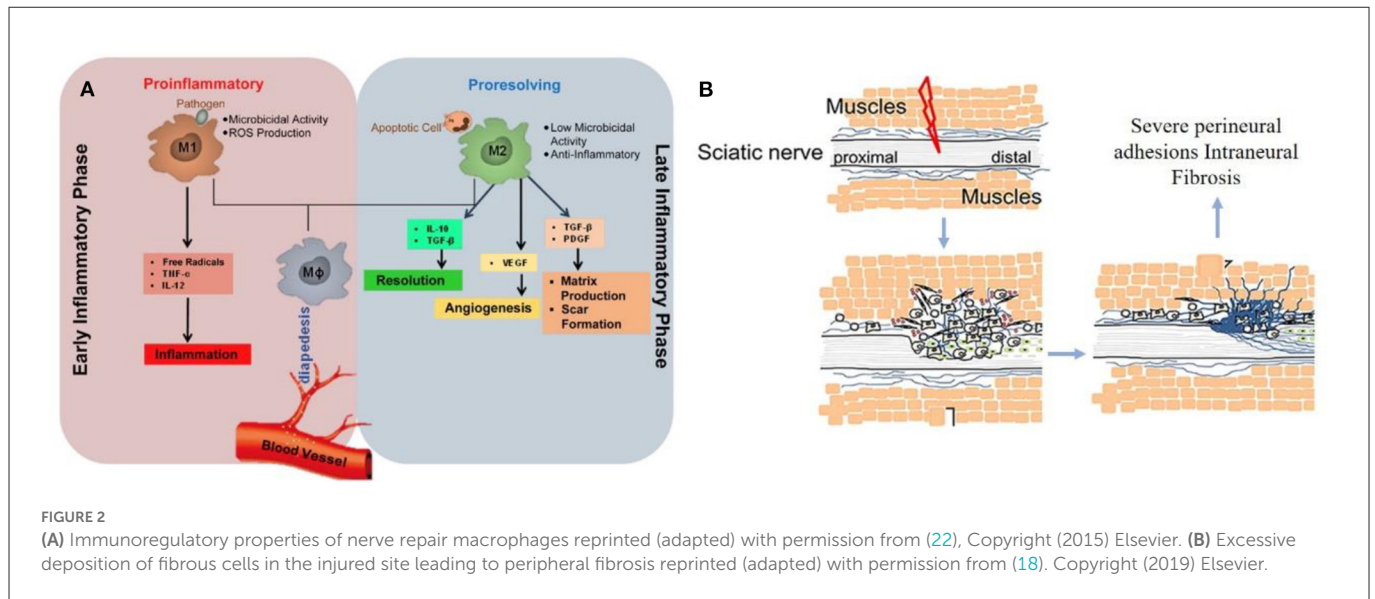 A
Proinflammatory
Pathogen
•Microbicidal Activity
•ROS Production
M1
Early Inflammatory Phase
▪ Free Radicals
▪ TNF-α
▪ IL-12
Inflammation
MΦ
diapedesis
Blood Vessel
Proresolving
Apoptotic Cell
M2
•Low Microbicidal
Activity
•Anti-Inflammatory
▪ IL-10
▪ TGF-β
Resolution
▪ VEGF
Angiogenesis
▪ TGF-β
▪ PDGF
▪ Matrix
Production
▪ Scar
Formation
Late Inflammatory Phase
B
Muscles
Sciatic nerve
proximal
distal
Muscles
Severe perineural
adhesions Intraneural
Fibrosis
FIGURE 2
(A) Immunoregulatory properties of nerve repair macrophages reprinted (adapted) with permission from (22), Copyright (2015) Elsevier. (B) Excessive
deposition of fibrous cells in the injured site leading to peripheral fibrosis reprinted (adapted) with permission from (18). Copyright (2019) Elsevier.